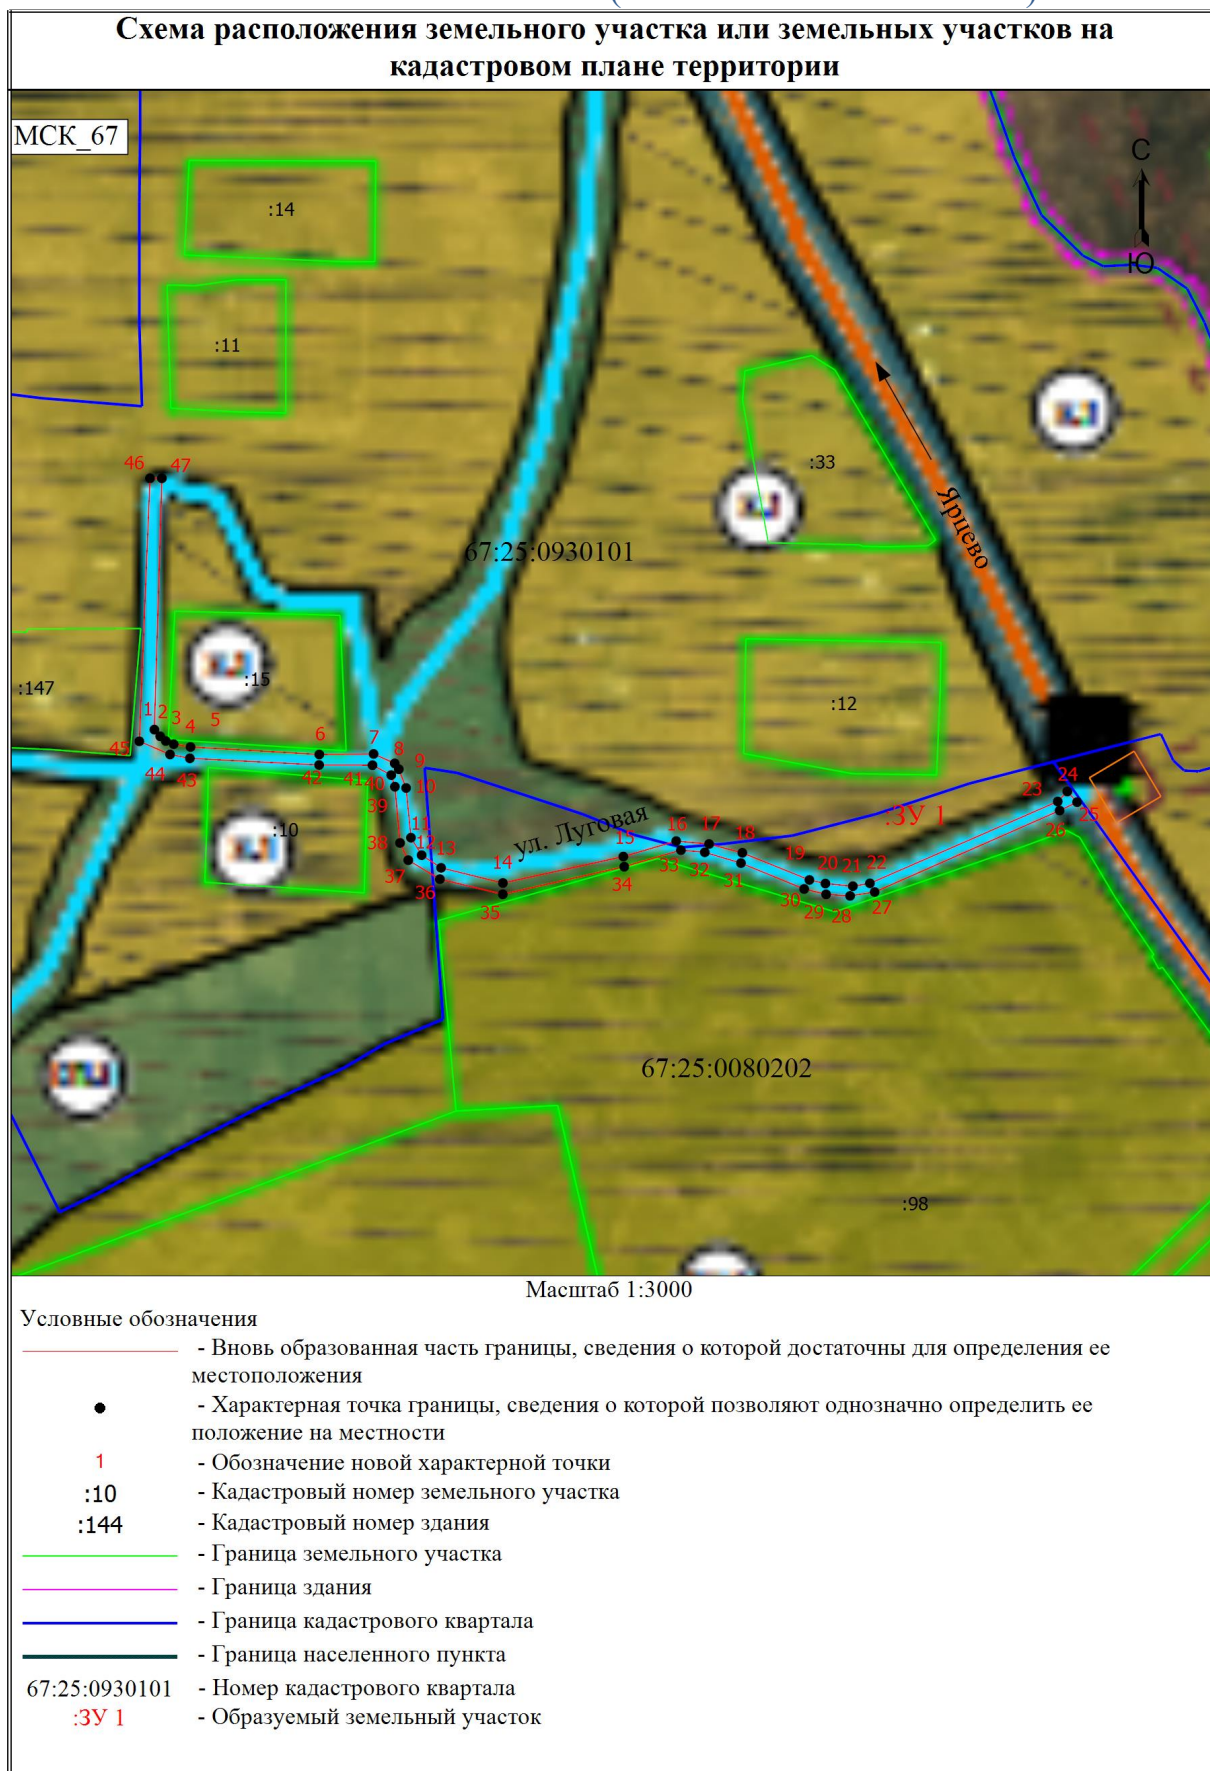 Схема расположения земельного участка или земельных участков на
кадастровом плане территории
МСК_67
С
Ю
:14
:11
:33
Ярцево
46 47
67:25:0930101
:147
:15
:12
1 2 3 4 5 6 7 8 9 10
45 44 43 42 41 40 39
:10
38 11 12 13 37 36
14 35
ул. Луговая
15 34
16 17 18 33 32 31
:ЗУ 1
19 20 21 22
30 29 28 27
23 24 25 26
67:25:0080202
:98
Масштаб 1:3000
Условные обозначения
- Вновь образованная часть границы, сведения о которой достаточны для определения ее
местоположения
- Характерная точка границы, сведения о которой позволяют однозначно определить ее
положение на местности
1 - Обозначение новой характерной точки
:10 - Кадастровый номер земельного участка
:144 - Кадастровый номер здания
- Граница земельного участка
- Граница здания
- Граница кадастрового квартала
- Граница населенного пункта
67:25:0930101 - Номер кадастрового квартала
:ЗУ 1 - Образуемый земельный участок